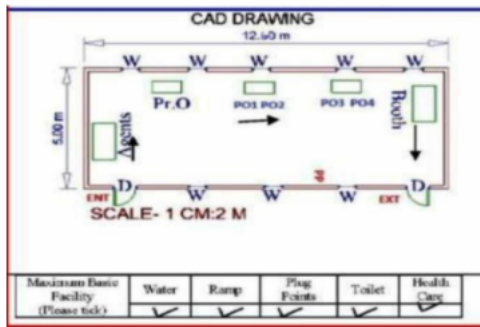 CAD DRAWING
12.50 m
W W W W W
Pr.O PO1 PO2 PO3 PO4 Booth
5.00 m
Agents
D W W W D
ENT EXT
SCALE- 1 CM:2 M
Maximum Basic Facility (Please tick) Water Ramp Plug Points Toilet Health Care